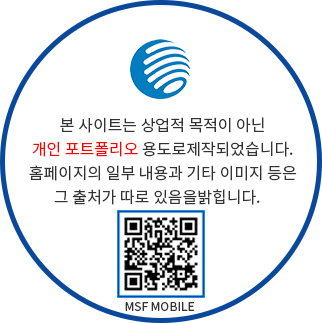 본 사이트는 상업적 목적이 아닌
개인 포트폴리오 용도로제작되었습니다.
홈페이지의 일부 내용과 기타 이미지 등은
그 출처가 따로 있음을밝힙니다.
MSF MOBILE